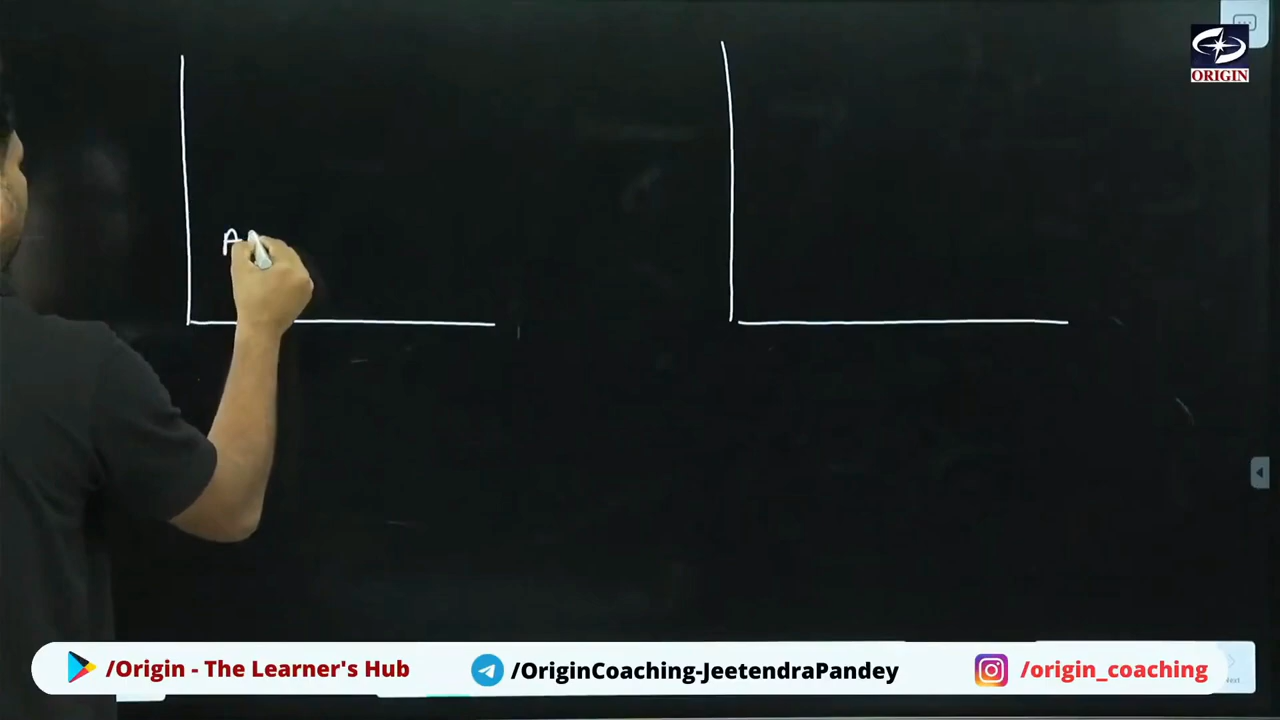 ORIGIN
A
/Origin - The Learner's Hub
/OriginCoaching-JeetendraPandey
/origin_coaching